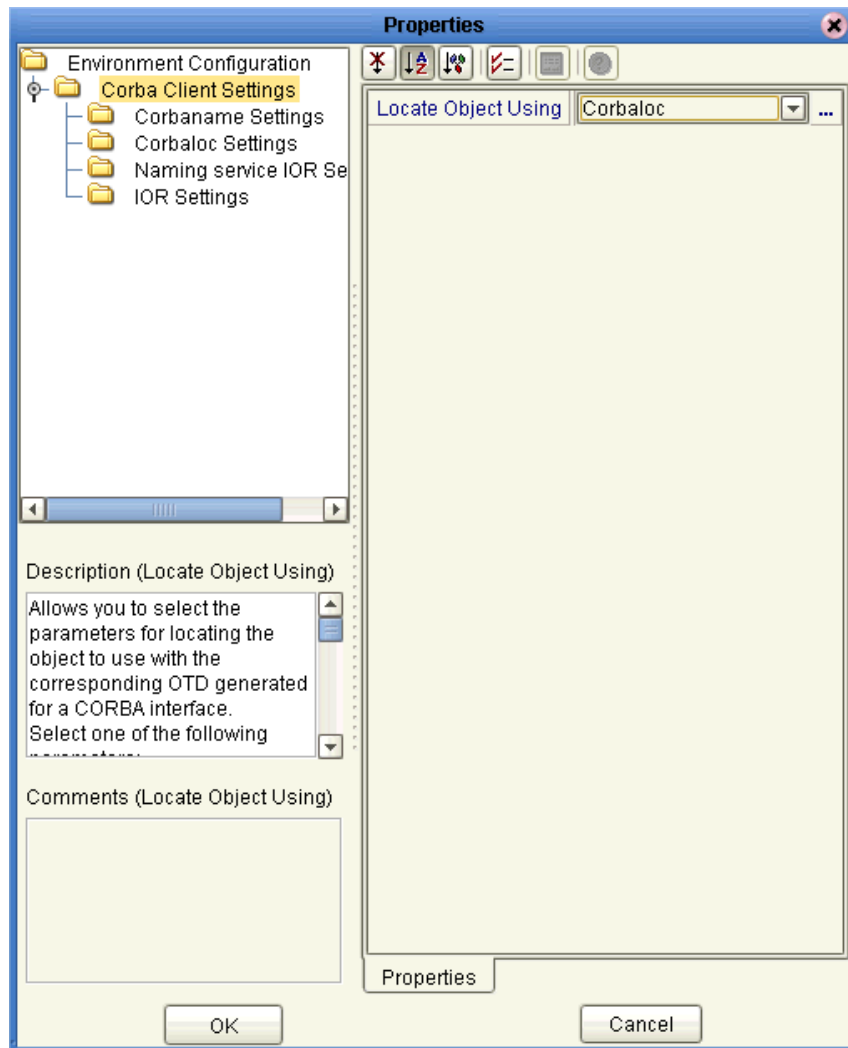 Properties
Environment Configuration
Corba Client Settings
Corbaname Settings
Corbaloc Settings
Naming service IOR Se
IOR Settings
Locate Object Using
Corbaloc
...
Description (Locate Object Using)
Allows you to select the
parameters for locating the
object to use with the
corresponding OTD generated
for a CORBA interface.
Select one of the following
Comments (Locate Object Using)
Properties
OK
Cancel